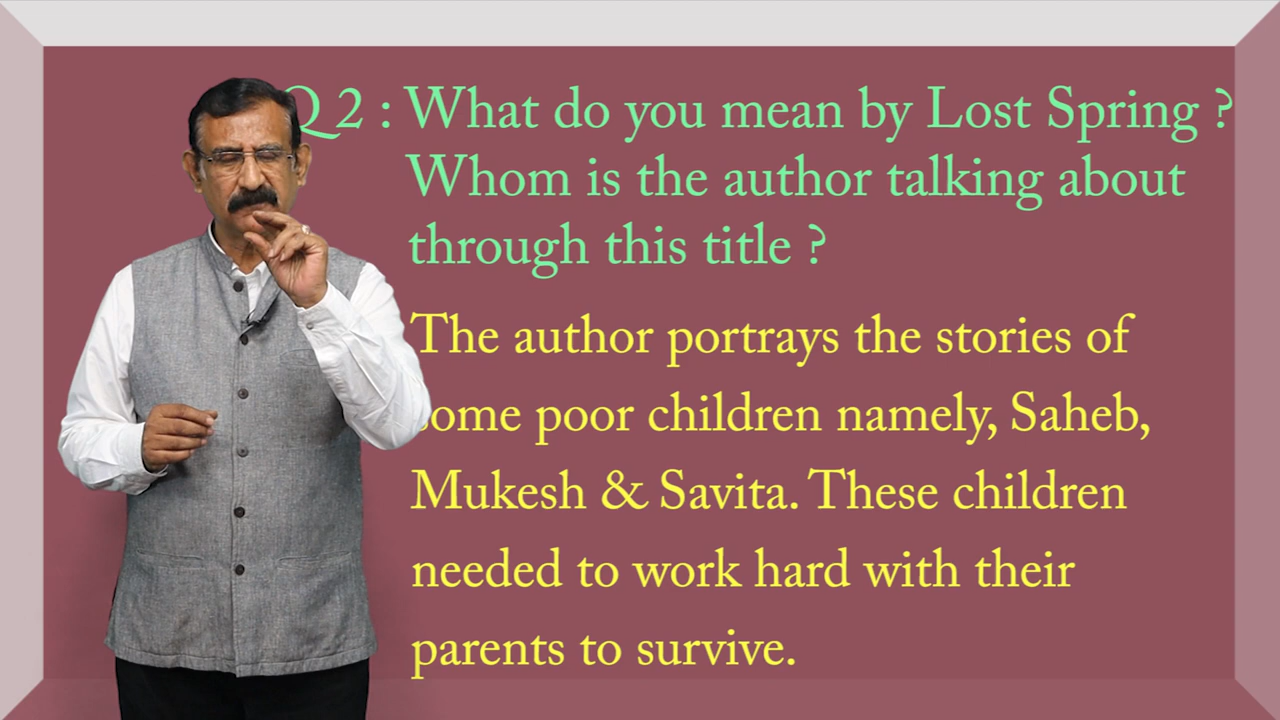 Q 2 : What do you mean by Lost Spring ?
Whom is the author talking about
through this title ?
The author portrays the stories of
some poor children namely, Saheb,
Mukesh & Savita. These children
needed to work hard with their
parents to survive.